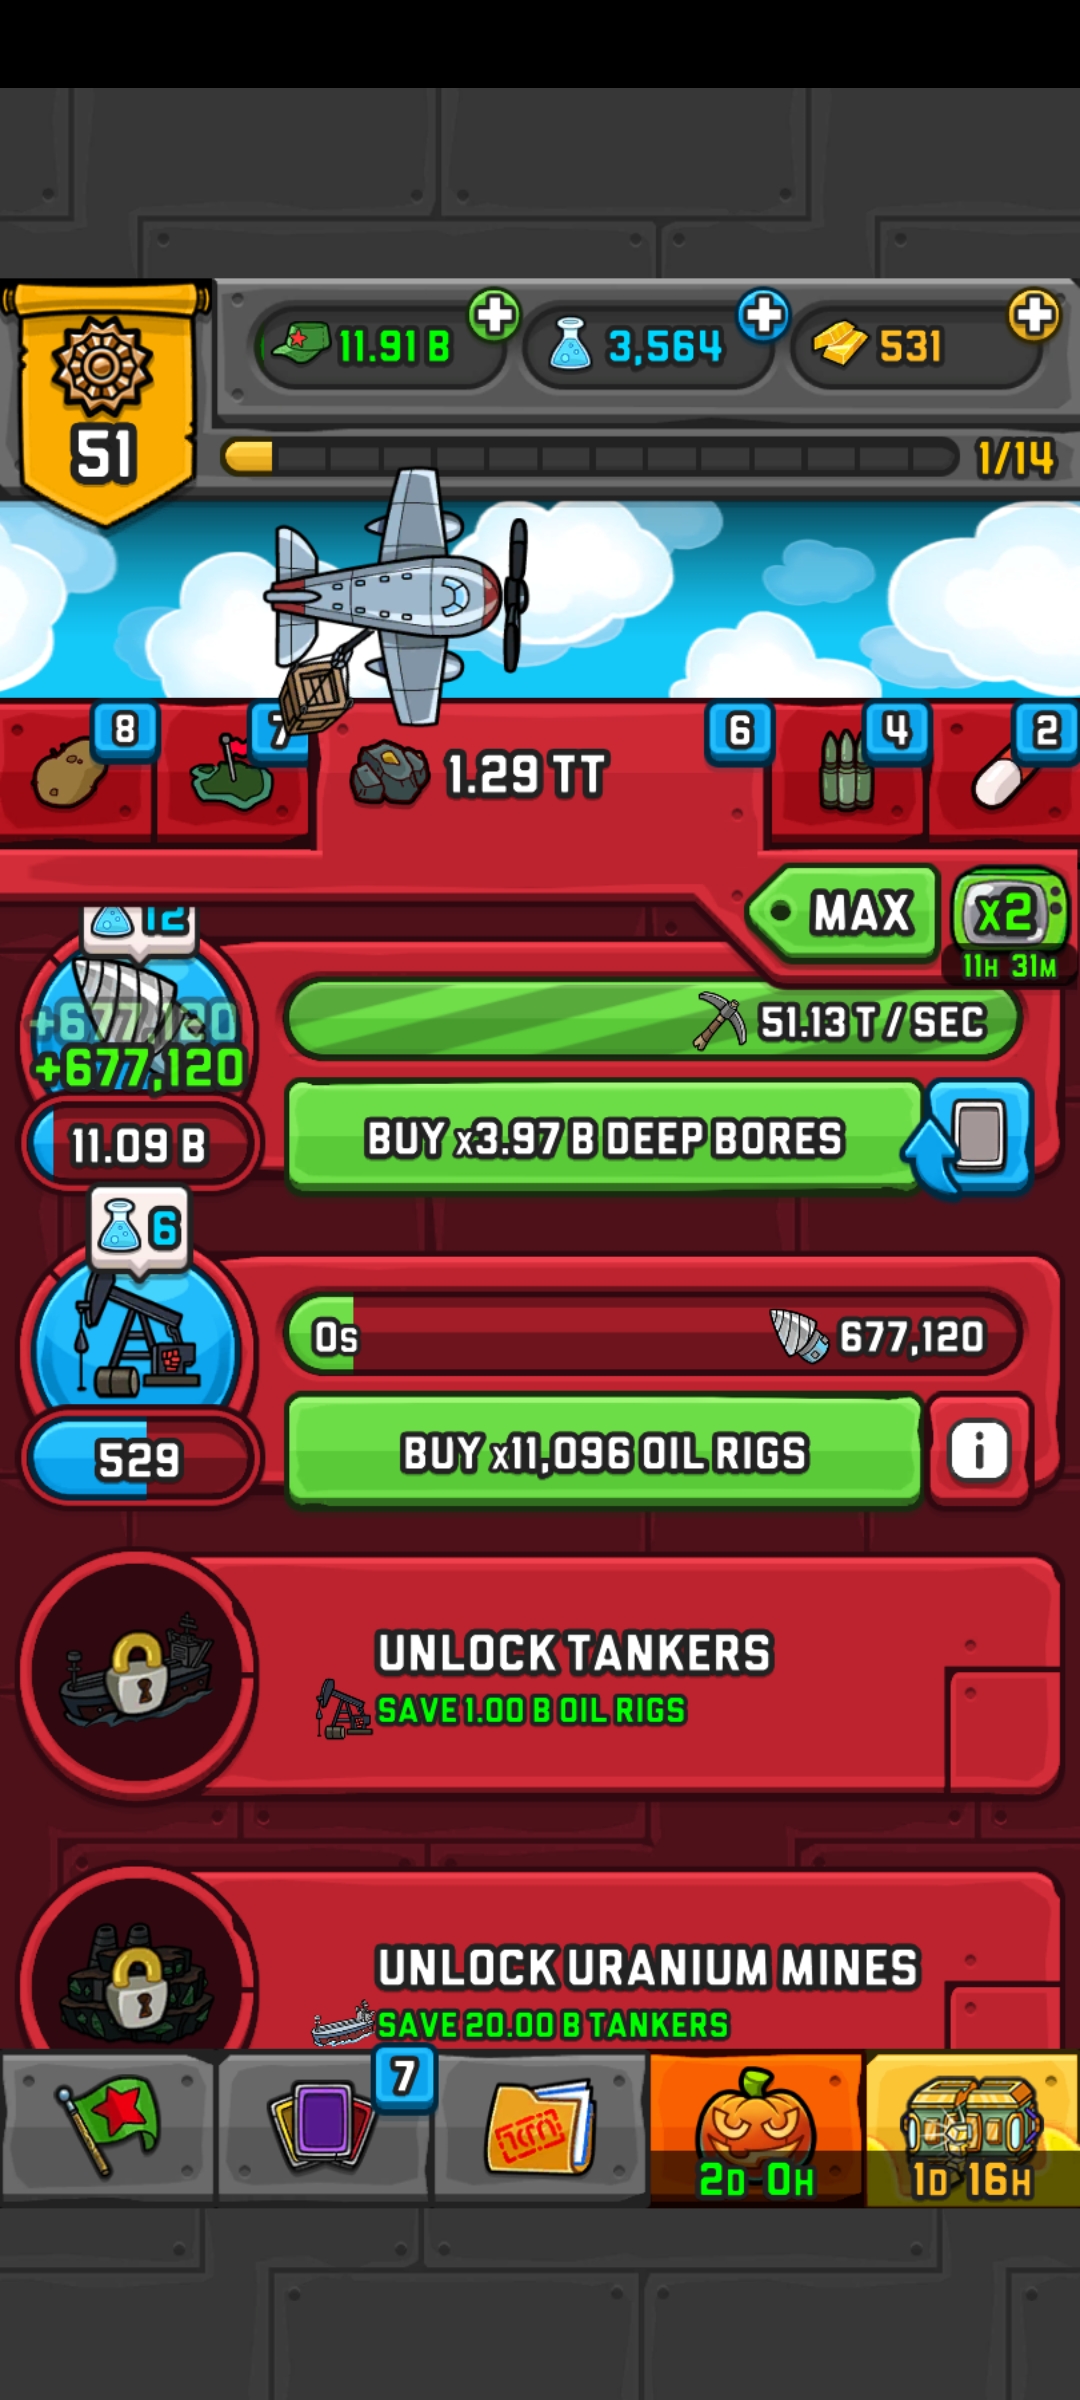 51
11.91 B
3,564
531
1/14
8
7
1.29 TT
6
4
2
MAX
x2
11H 31M
12
+677,120
+677,120
51.13 T / SEC
11.09 B
BUY x3.97 B DEEP BORES
6
0s
677,120
529
BUY x11,096 OIL RIGS
i
UNLOCK TANKERS
SAVE 1.00 B OIL RIGS
UNLOCK URANIUM MINES
SAVE 20.00 B TANKERS
7
2D 0H
1D 16H